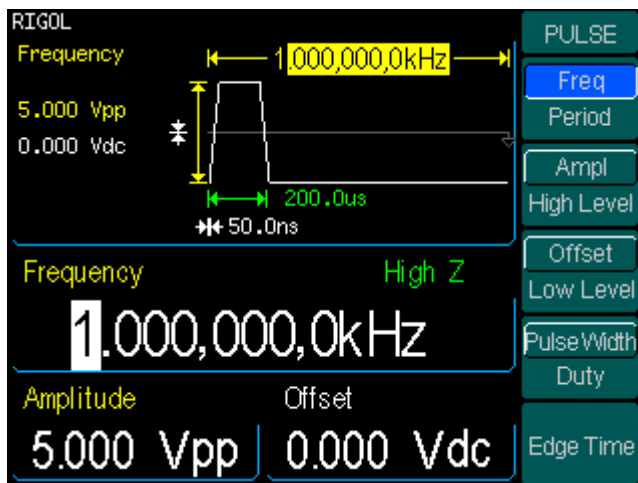 RIGOL
Frequency
1.000,000,0kHz
5.000 Vpp
0.000 Vdc
200.0us
50.0ns
Frequency
High Z
1.000,000,0kHz
Amplitude
Offset
5.000 Vpp
0.000 Vdc
PULSE
Freq
Period
Ampl
High Level
Offset
Low Level
PulseWidth
Duty
Edge Time